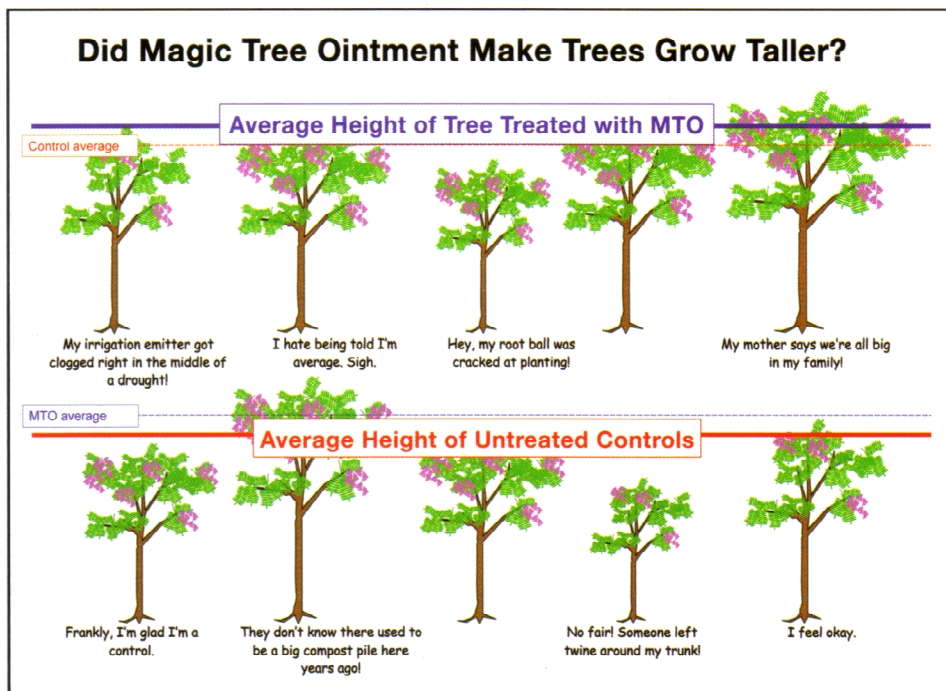 Did Magic Tree Ointment Make Trees Grow Taller?
Average Height of Tree Treated with MTO
Control average
My irrigation emitter got
clogged right in the middle of
a drought!
I hate being told I'm
average. Sigh.
Hey, my root ball was
cracked at planting!
My mother says we're all big
in my family!
MTO average
Average Height of Untreated Controls
Frankly, I'm glad I'm a
control.
They don't know there used to
be a big compost pile here
years ago!
No fair! Someone left
twine around my trunk!
I feel okay.